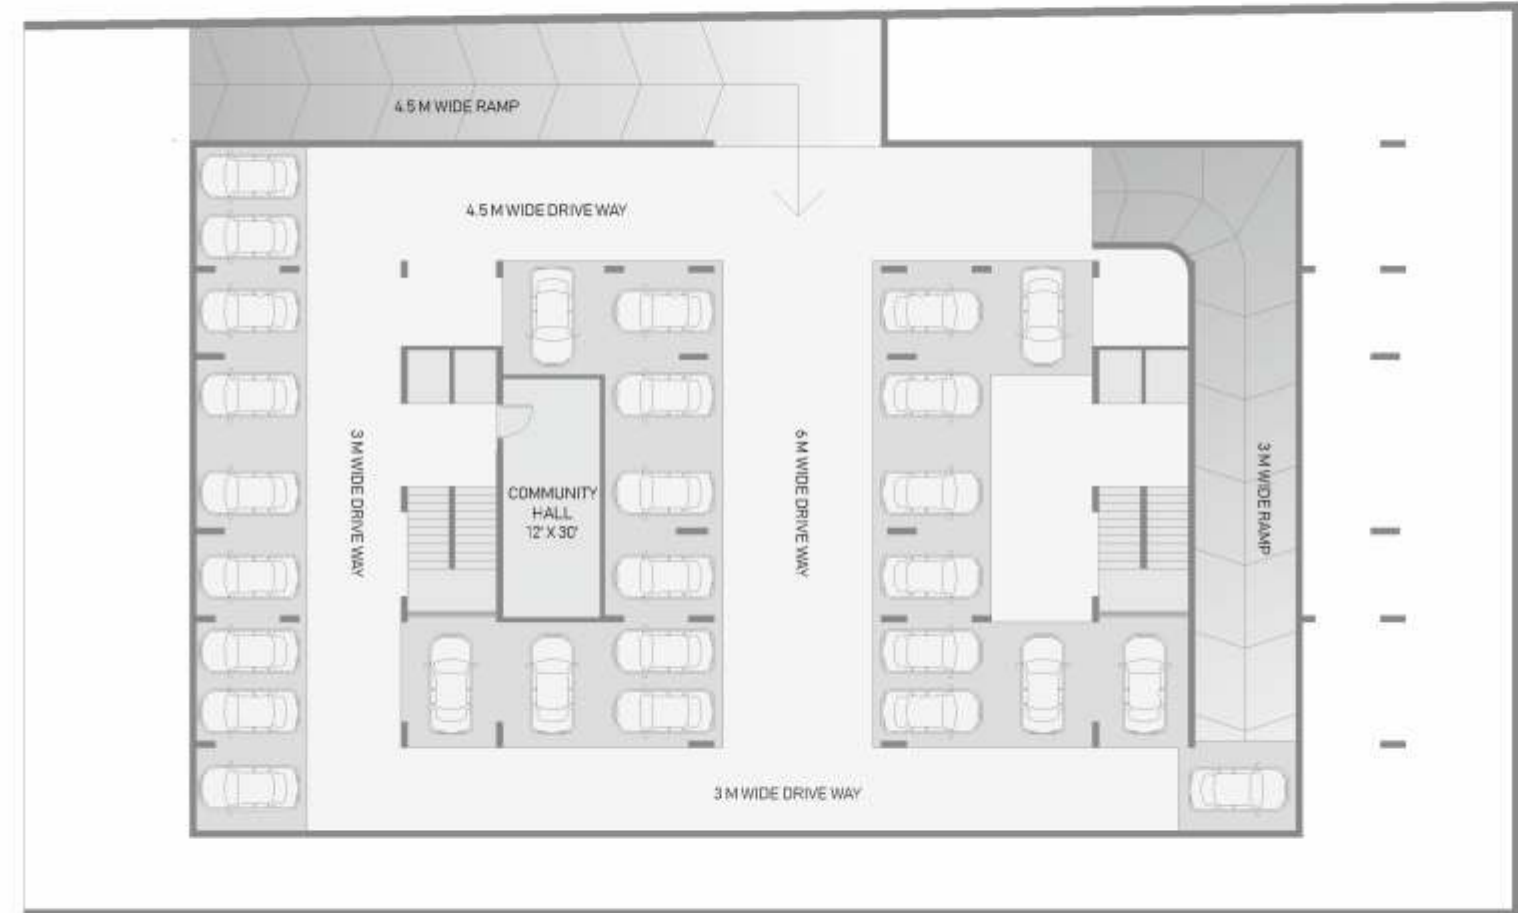 4.5 M WIDE RAMP
4.5 M WIDE DRIVE WAY
3 M WIDE DRIVE WAY
COMMUNITY
HALL
12' X 30'
6 M WIDE DRIVE WAY
3 M WIDE RAMP
3 M WIDE DRIVE WAY